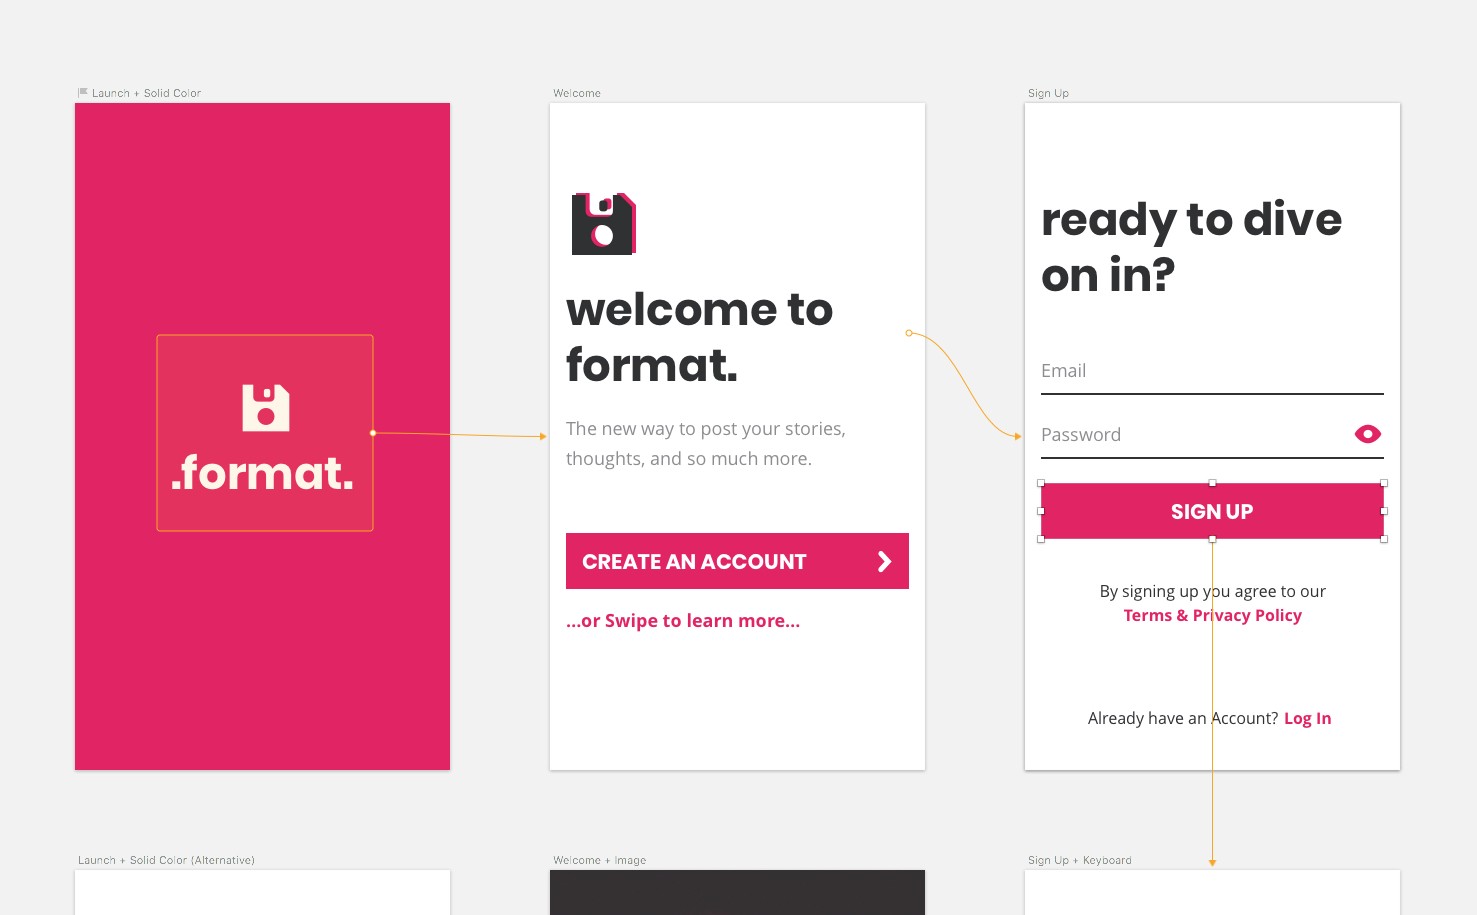 Launch + Solid Color
Welcome
Sign Up
.format.
welcome to
format.
The new way to post your stories,
thoughts, and so much more.
CREATE AN ACCOUNT
...or Swipe to learn more...
ready to dive
on in?
Email
Password
SIGN UP
By signing up you agree to our
Terms & Privacy Policy
Already have an Account? Log In
Launch + Solid Color (Alternative)
Welcome + Image
Sign Up + Keyboard